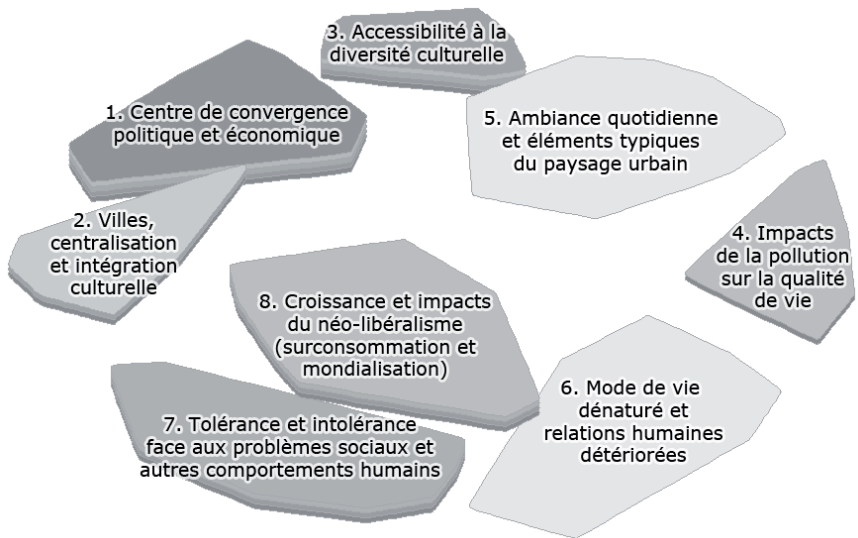 3. Accessibilité à la
diversité culturelle
1. Centre de convergence
politique et économique
5. Ambiance quotidienne
et éléments typiques
du paysage urbain
2. Villes,
centralisation
et intégration
culturelle
4. Impacts
de la pollution
sur la qualité
de vie
8. Croissance et impacts
du néo-libéralisme
(surconsommation et
mondialisation)
6. Mode de vie
dénaturé et
relations humaines
détériorées
7. Tolérance et intolérance
face aux problèmes sociaux et
autres comportements humains